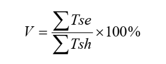 V = ∑Tse / ∑Tsh × 100%